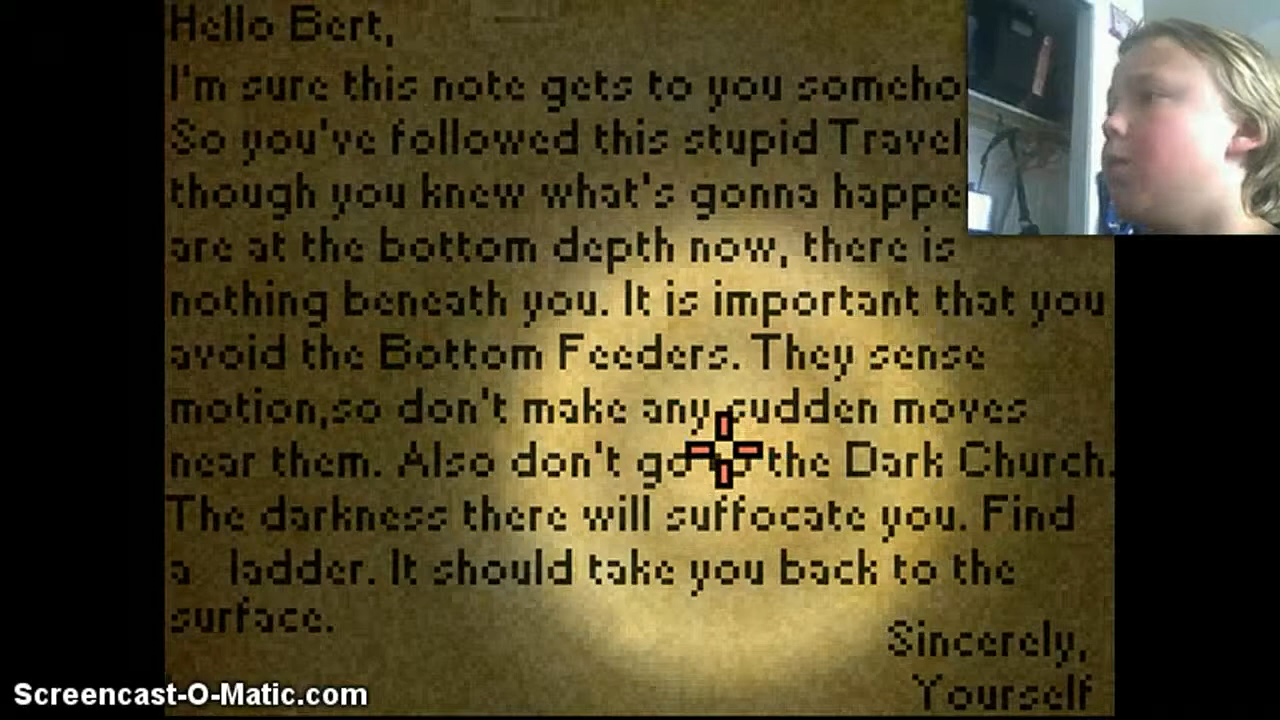 Hello Bert,
I'm sure this note gets to you someho
So you've followed this stupid Travel
though you knew what's gonna happe
are at the bottom depth now, there is
nothing beneath you. It is important that you
avoid the Bottom Feeders. They sense
motion,so don't make any sudden moves
near them. Also don't go to the Dark Church.
The darkness there will suffocate you. Find
a ladder. It should take you back to the
surface.
Sincerely,
Yourself
Screencast-O-Matic.com